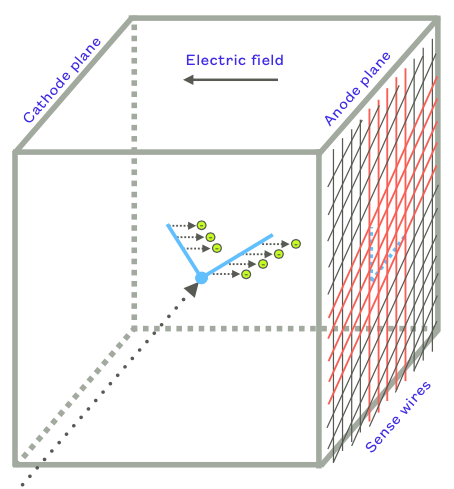 Electric field
Cathode plane
Anode plane
Sense wires